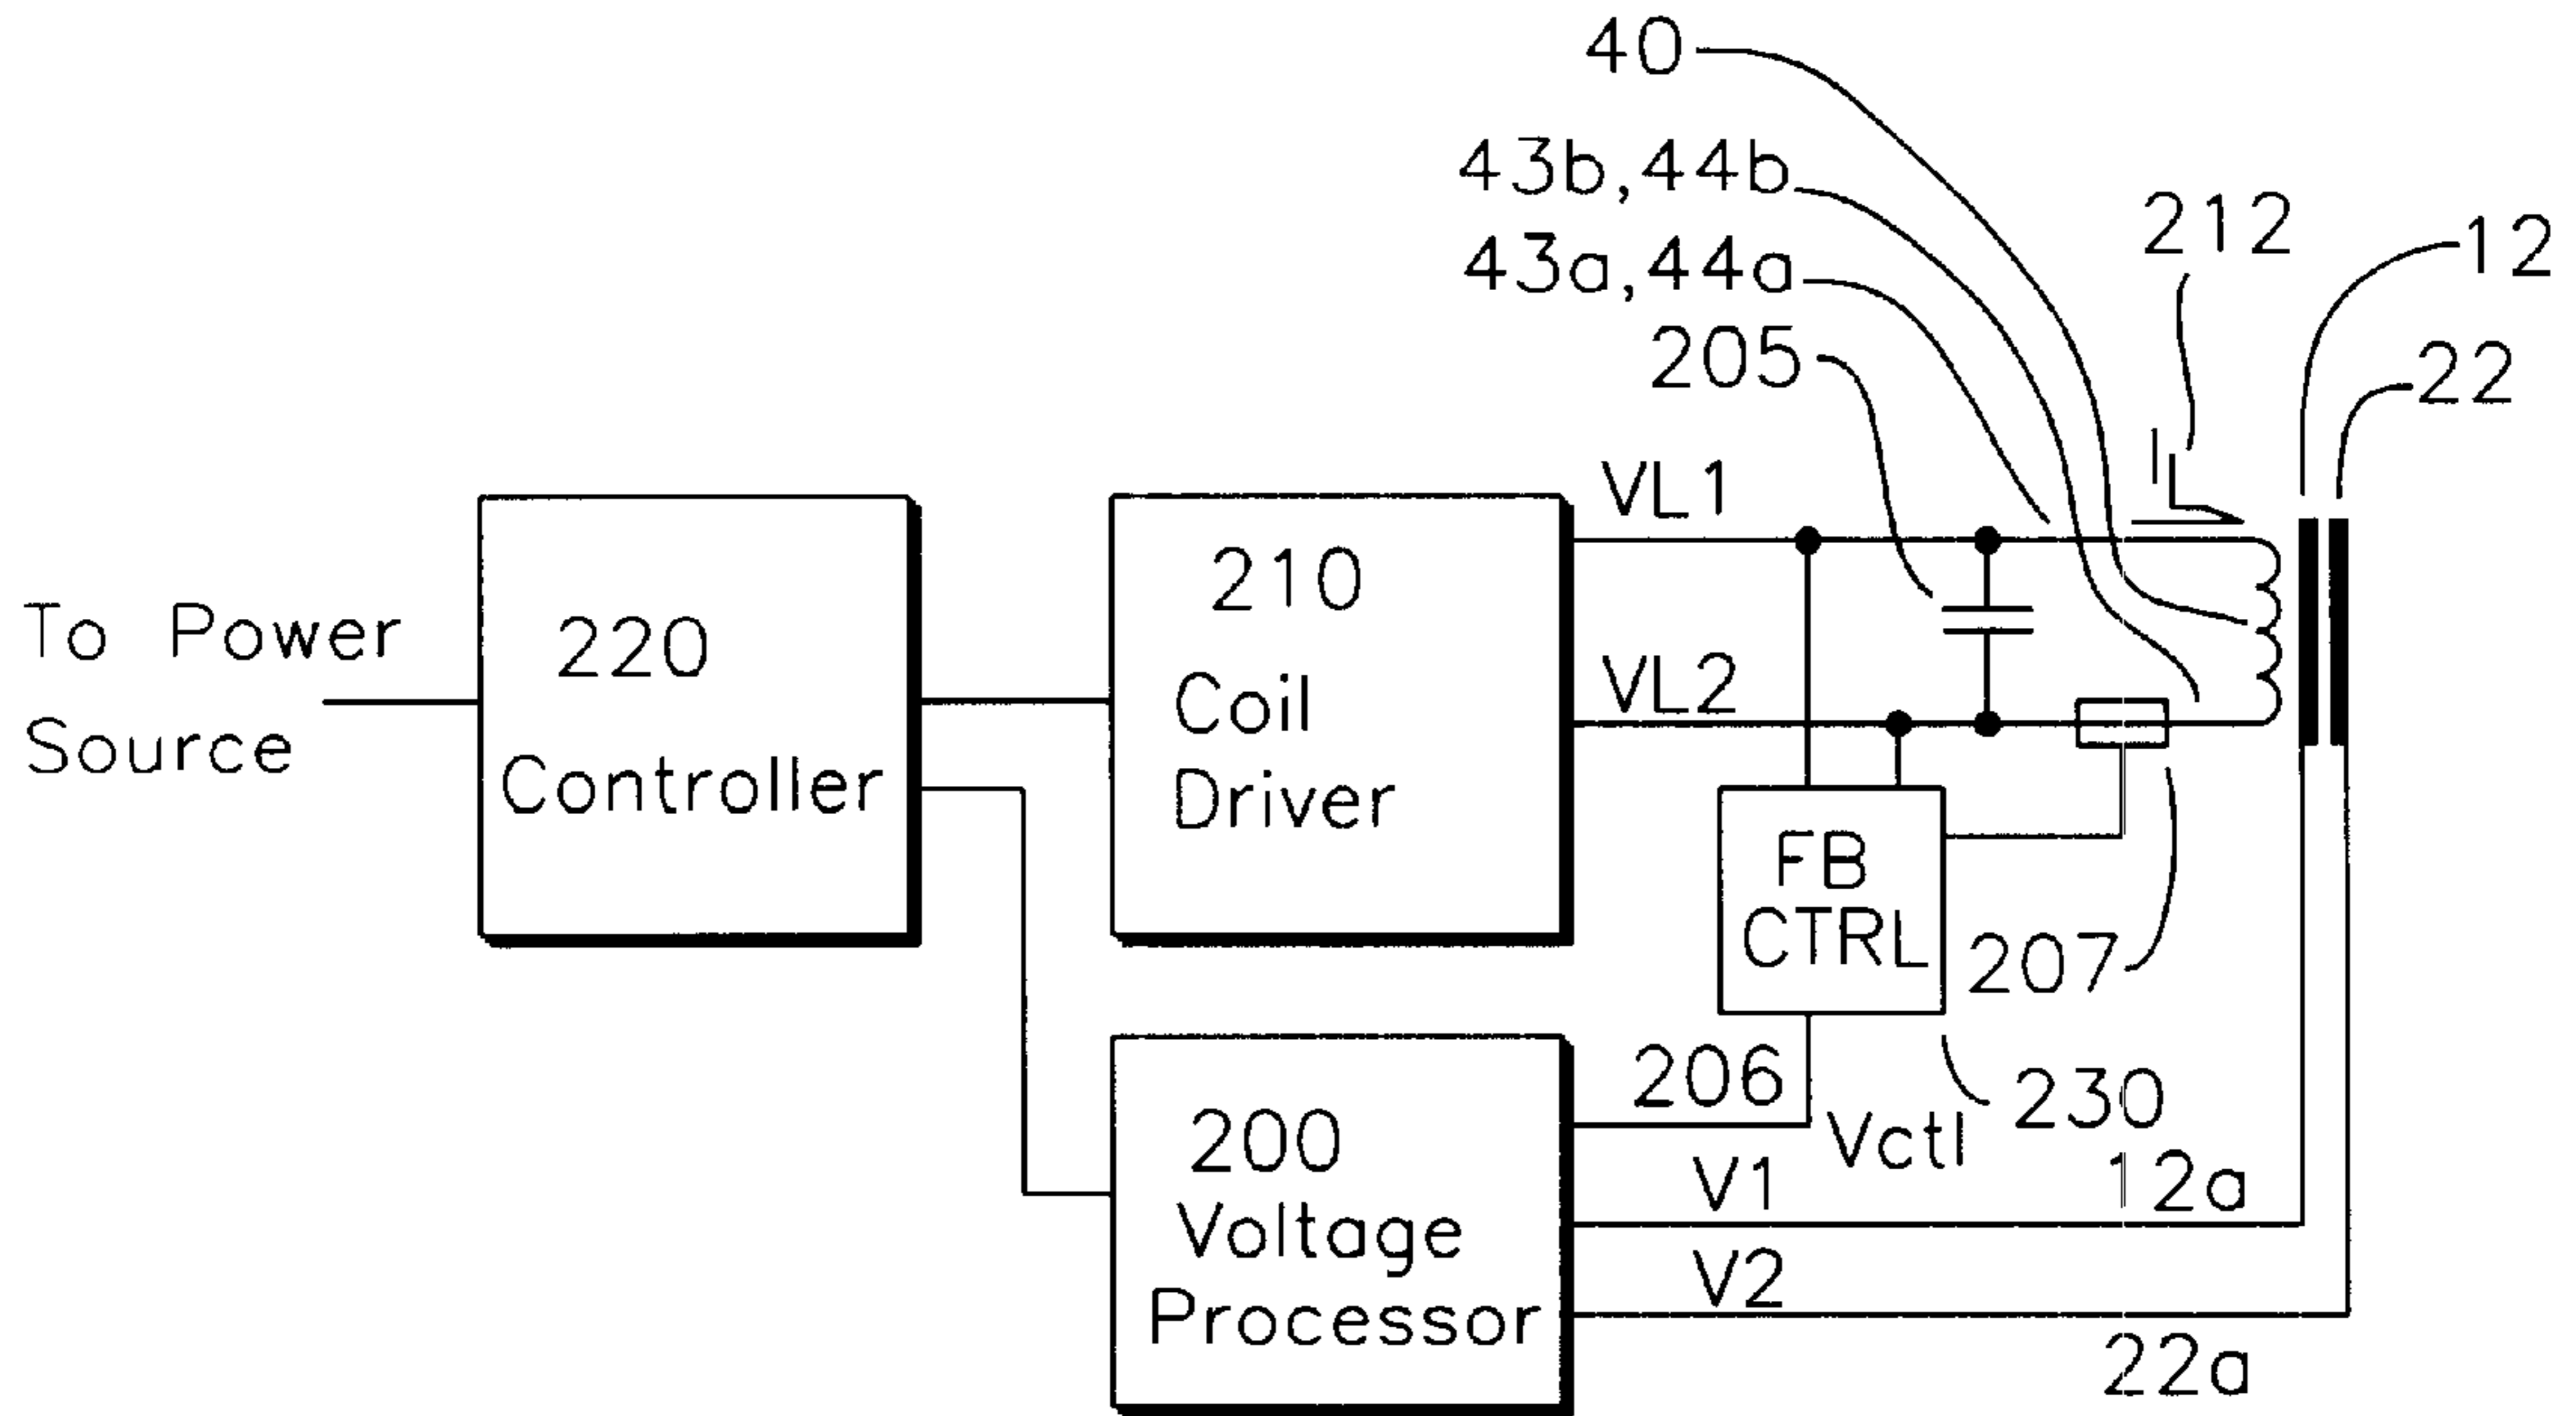 40
43b,44b
43a,44a
205
212
12
22
VL1
VL2
To Power
Source
220
Controller
210
Coil
Driver
FB
CTRL
207
206
230
Vctl
200
Voltage
Processor
V1
12a
V2
22a
IL